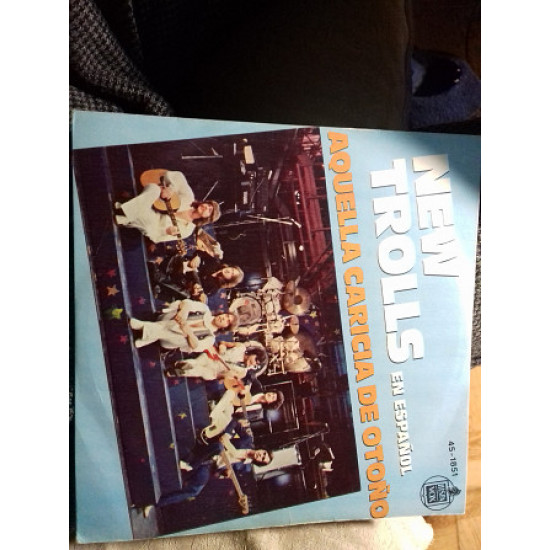 NEW
TROLLS EN ESPAÑOL
AQUELLA CARICIA DE OTOÑO
45-1851